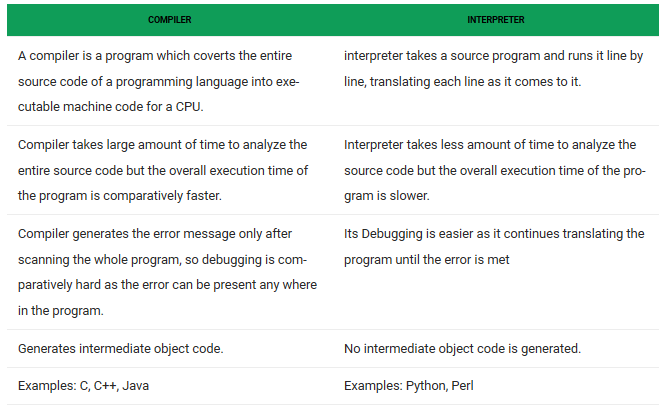 COMPILER
INTERPRETER
A compiler is a program which coverts the entire
source code of a programming language into exe-
cutable machine code for a CPU.
interpreter takes a source program and runs it line by
line, translating each line as it comes to it.
Compiler takes large amount of time to analyze the
entire source code but the overall execution time of
the program is comparatively faster.
Interpreter takes less amount of time to analyze the
source code but the overall execution time of the pro-
gram is slower.
Compiler generates the error message only after
scanning the whole program, so debugging is com-
paratively hard as the error can be present any where
in the program.
Its Debugging is easier as it continues translating the
program until the error is met
Generates intermediate object code.
No intermediate object code is generated.
Examples: C, C++, Java
Examples: Python, Perl